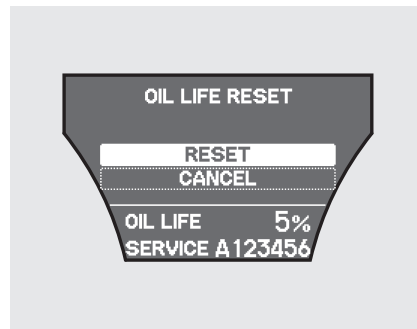 OIL LIFE RESET
RESET
CANCEL
OIL LIFE 5%
SERVICE A123456